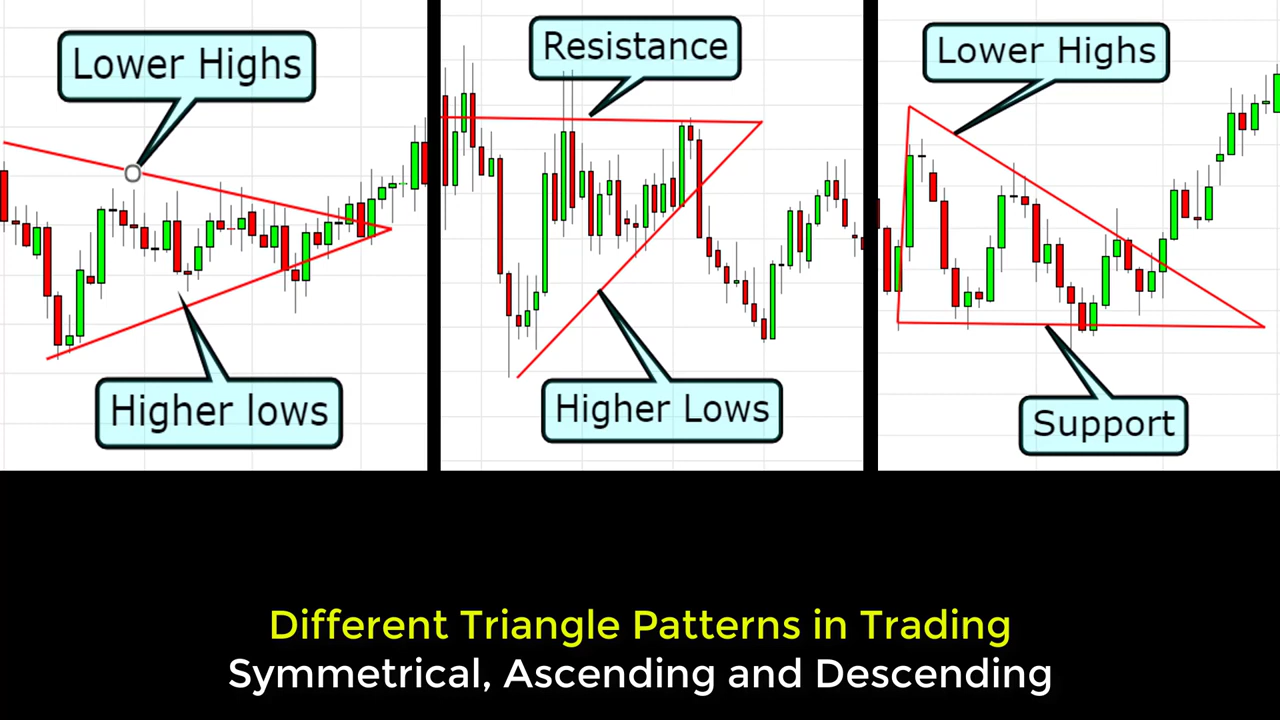 Lower Highs
Higher lows
Resistance
Higher Lows
Lower Highs
Support
Different Triangle Patterns in Trading
Symmetrical, Ascending and Descending